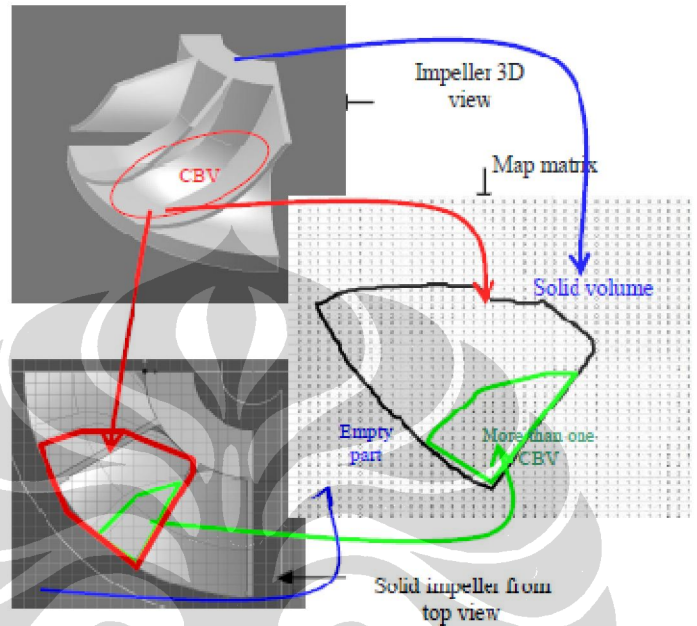 Impeller 3D
view
CBV
Map matrix
Solid volume
Empty
part
More than one
CBV
Solid impeller from
top view